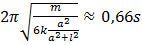 2π√(m / (6k a²/(a²+l²))) ≈ 0,66s